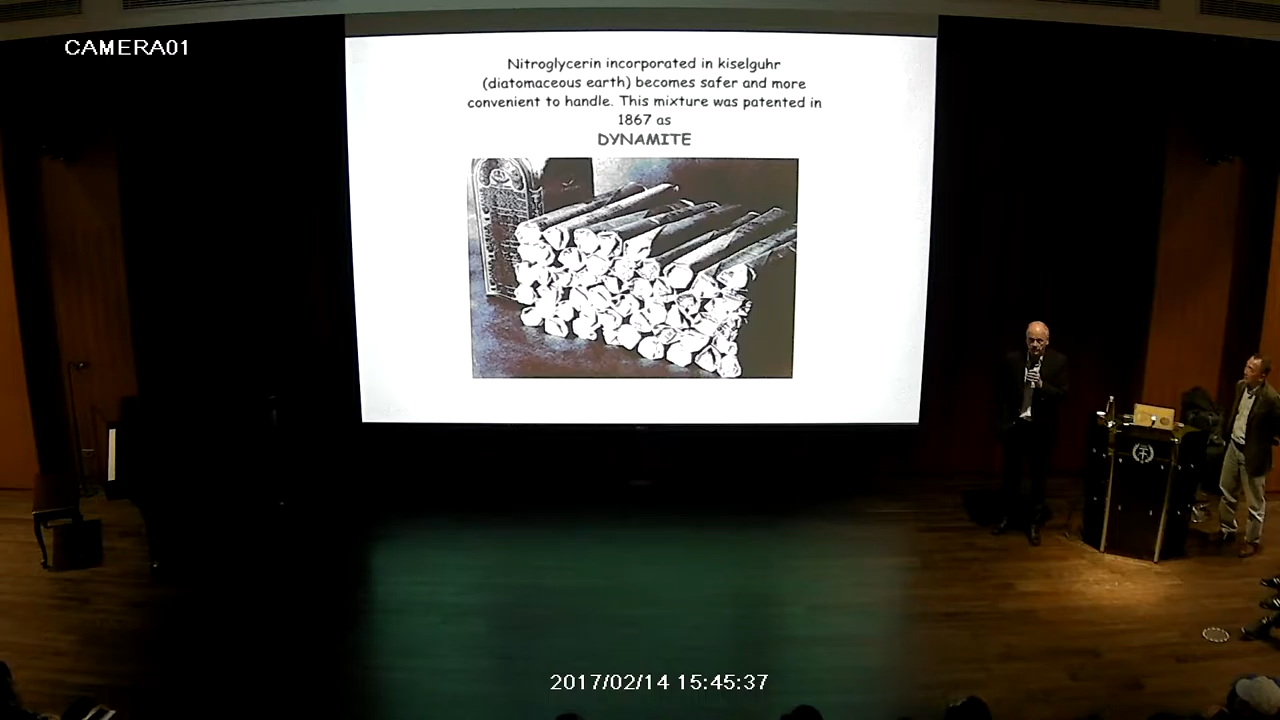 CAMERA01
Nitroglycerin incorporated in kiselguhr
(diatomaceous earth) becomes safer and more
convenient to handle. This mixture was patented in
1867 as
DYNAMITE
2017/02/14 15:45:37